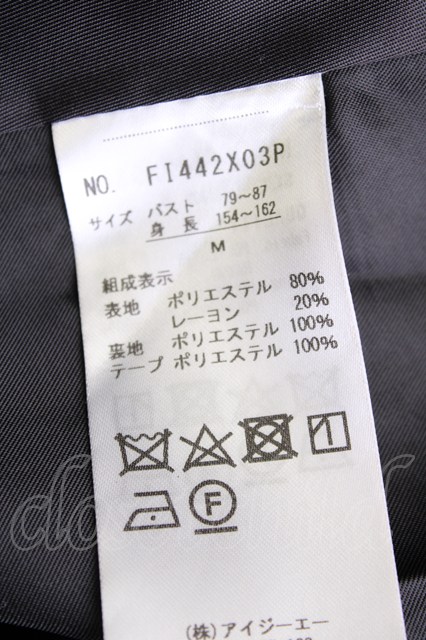 NO. FI442X03P
サイズ バスト 79～87
身長 154～162
M
組成表示
表地 ポリエステル 80%
レーヨン 20%
裏地 ポリエステル 100%
テープ ポリエステル 100%
F
(株)アイジーエー